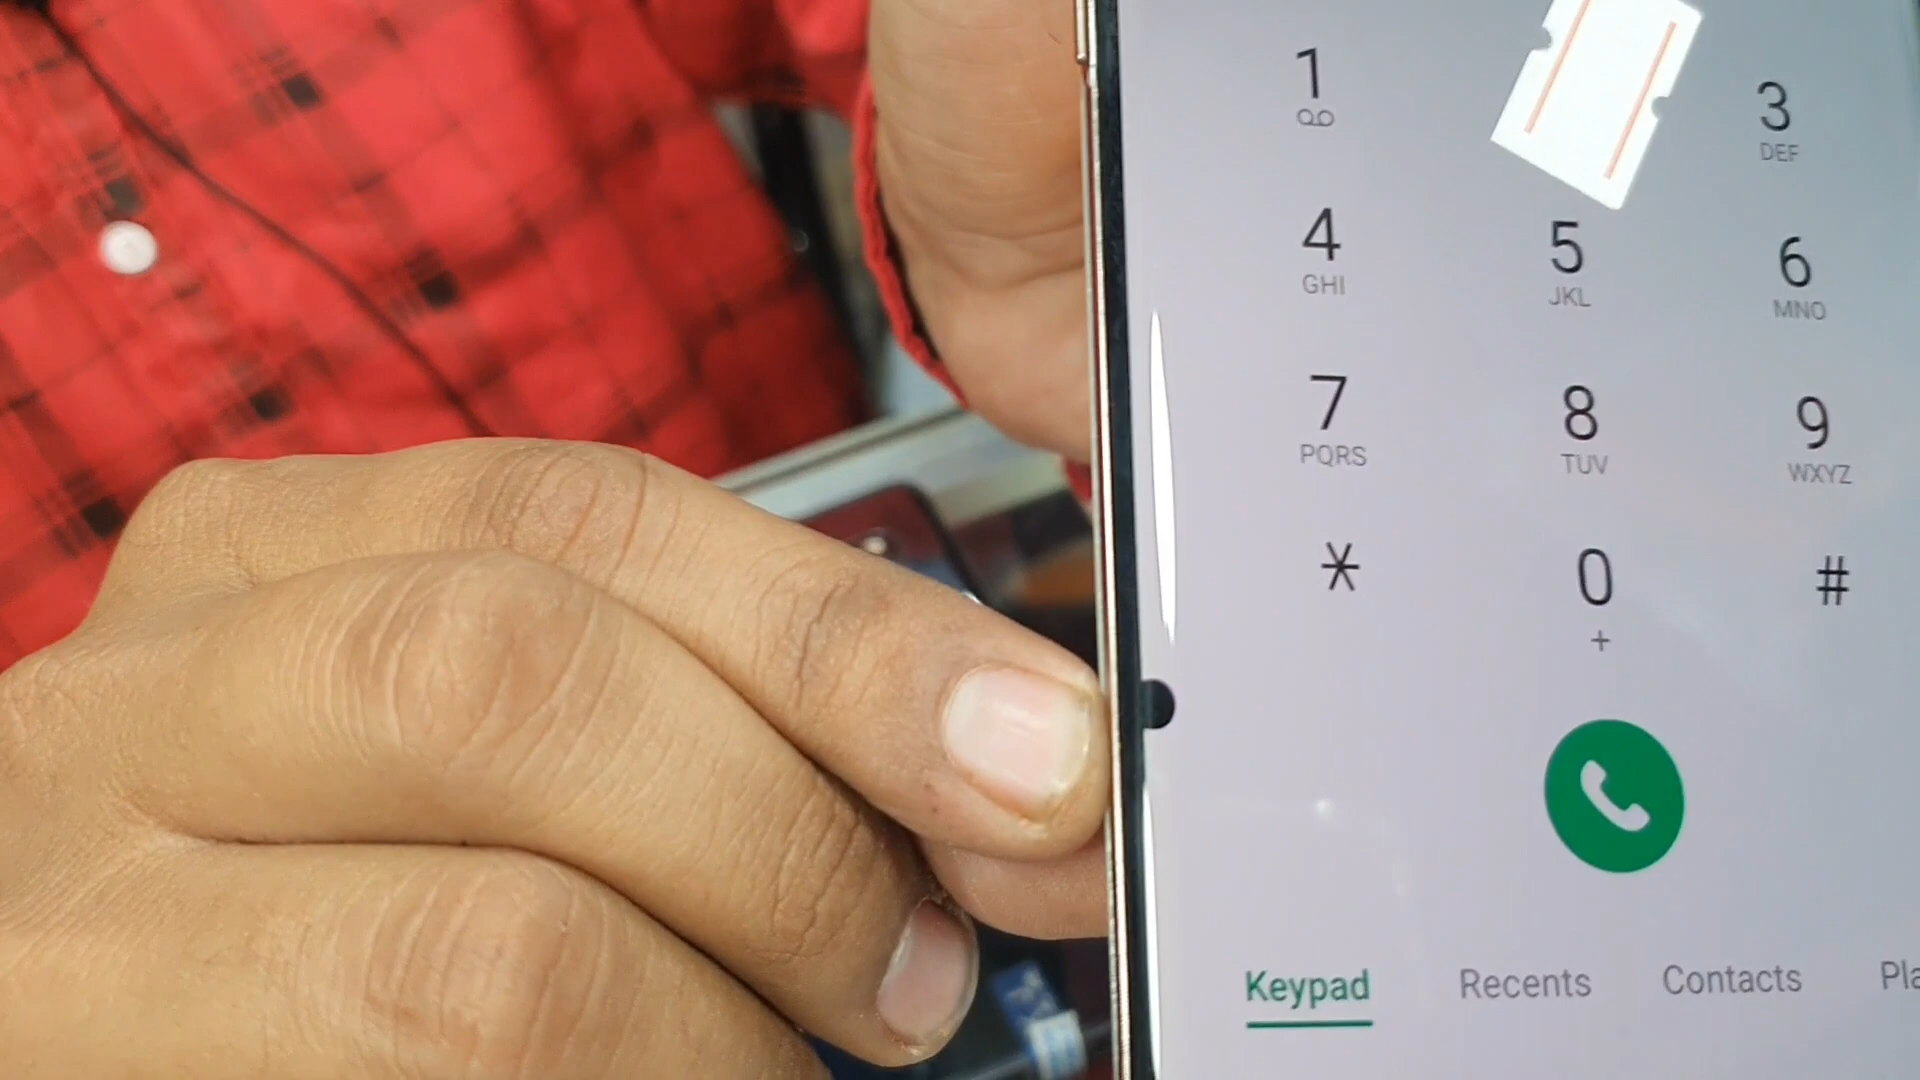 1 3
DEF
4 5 6
GHI JKL MNO
7 8 9
PQRS TUV WXYZ
* 0 #
+
Keypad Recents Contacts Pla